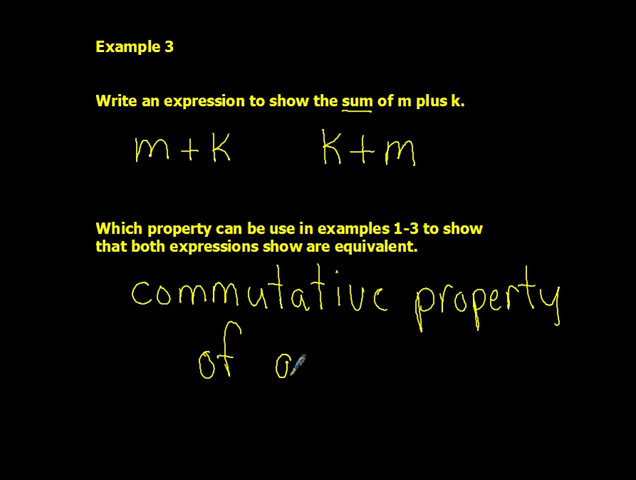 Example 3
Write an expression to show the sum of m plus k.
m + k k + m
Which property can be use in examples 1-3 to show
that both expressions show are equivalent.
commutative property
of a